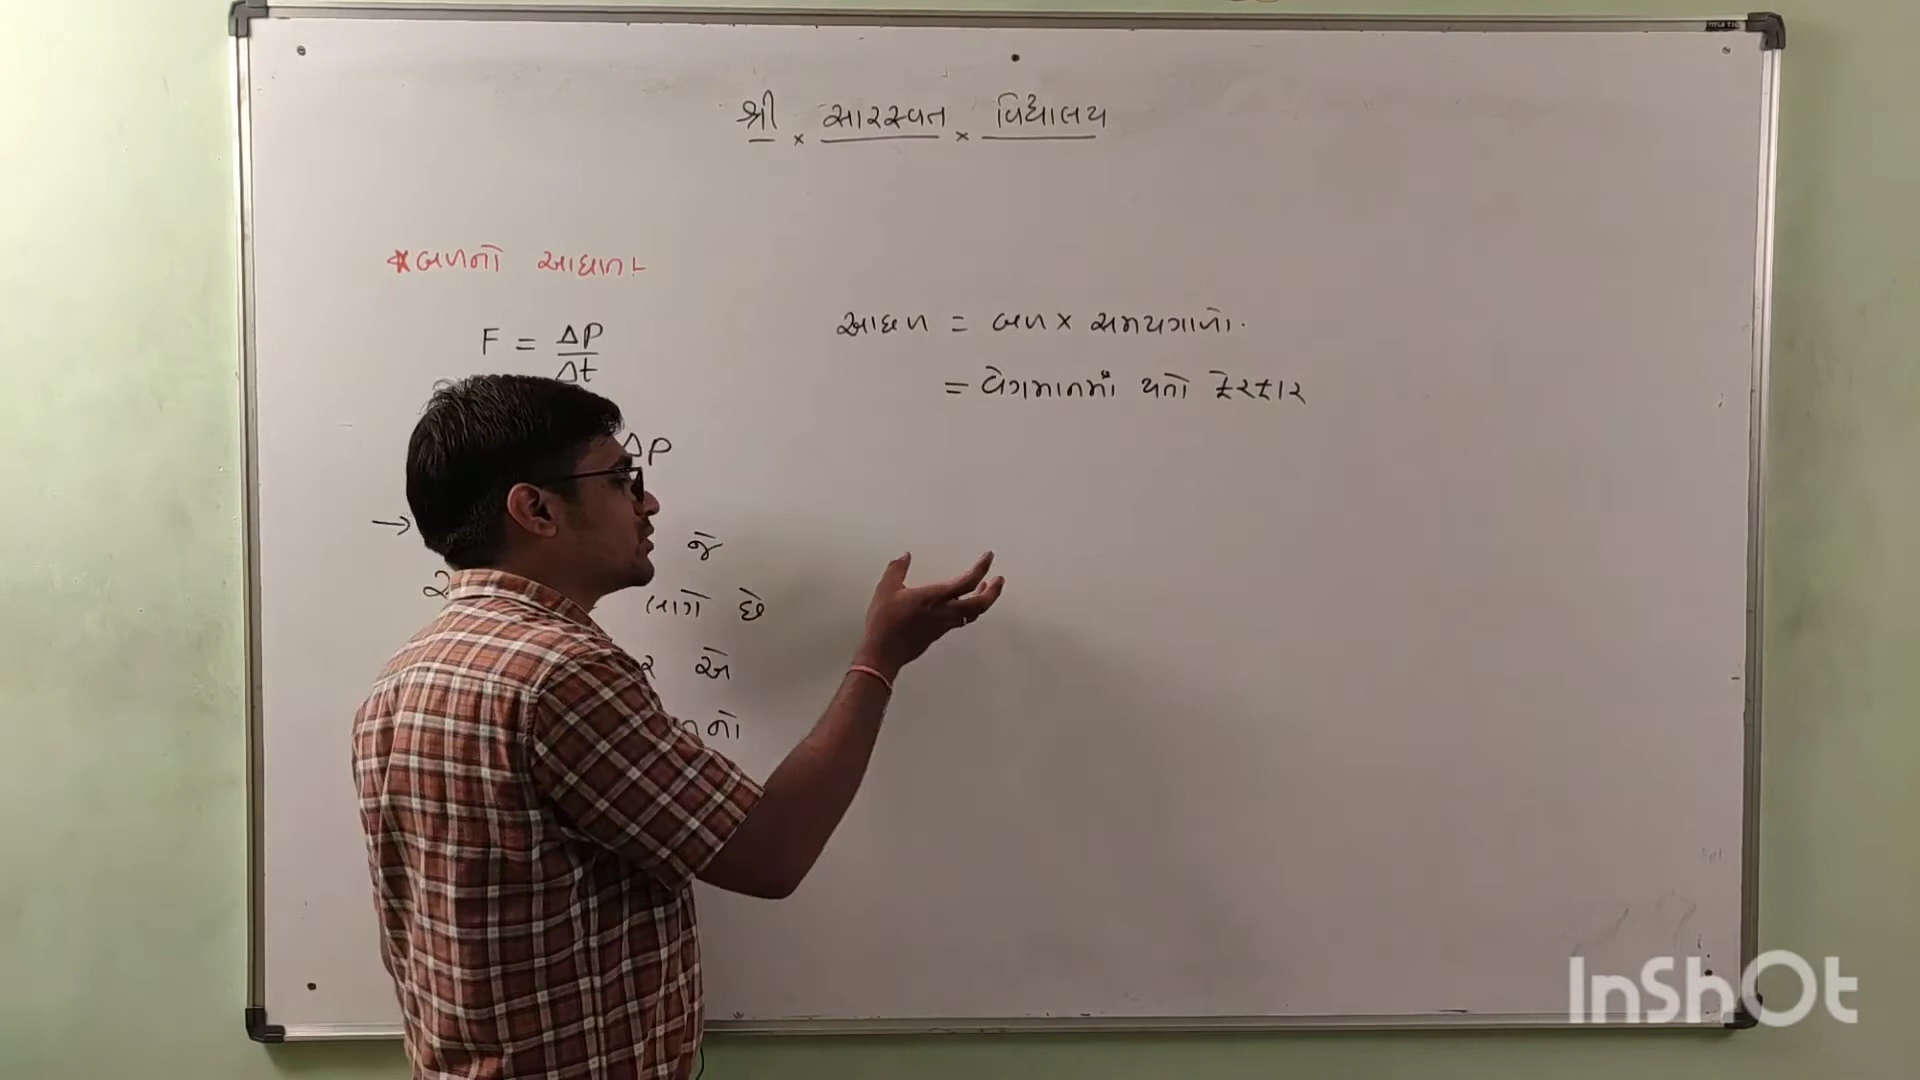 શ્રી × સારસ્વત × વિદ્યાલય
* બળનો આઘાત :-
F = ΔP / Δt
ΔP
→
જે
લાગે છે
ર એ
નો
આઘાત = બળ × સમયગાળો.
= વેગમાનમાં થતો ફેરફાર
InShOt